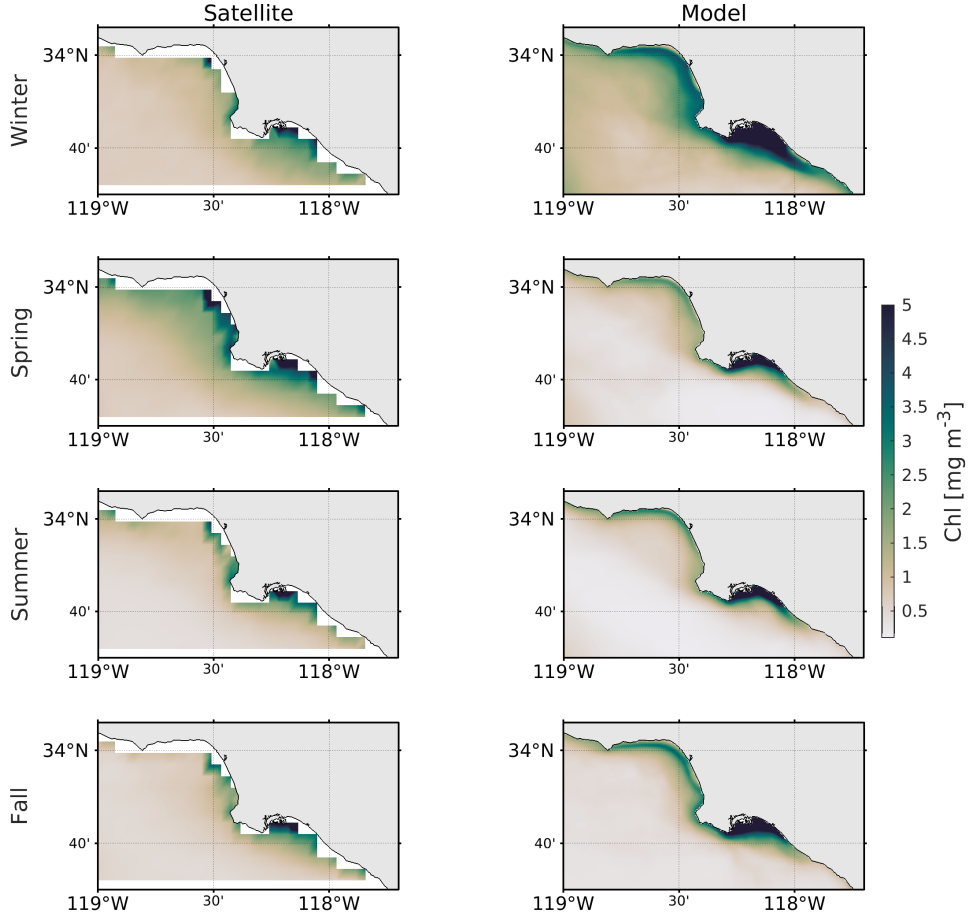 Satellite Model
Winter
34°N 34°N
40' 40'
119°W 30' 118°W 119°W 30' 118°W
Spring
34°N 34°N
40' 40'
119°W 30' 118°W 119°W 30' 118°W
5
4.5
4
3.5
3
2.5
2
1.5
1
0.5
Chl [mg m-3]
Summer
34°N 34°N
40' 40'
119°W 30' 118°W 119°W 30' 118°W
Fall
34°N 34°N
40' 40'
119°W 30' 118°W 119°W 30' 118°W